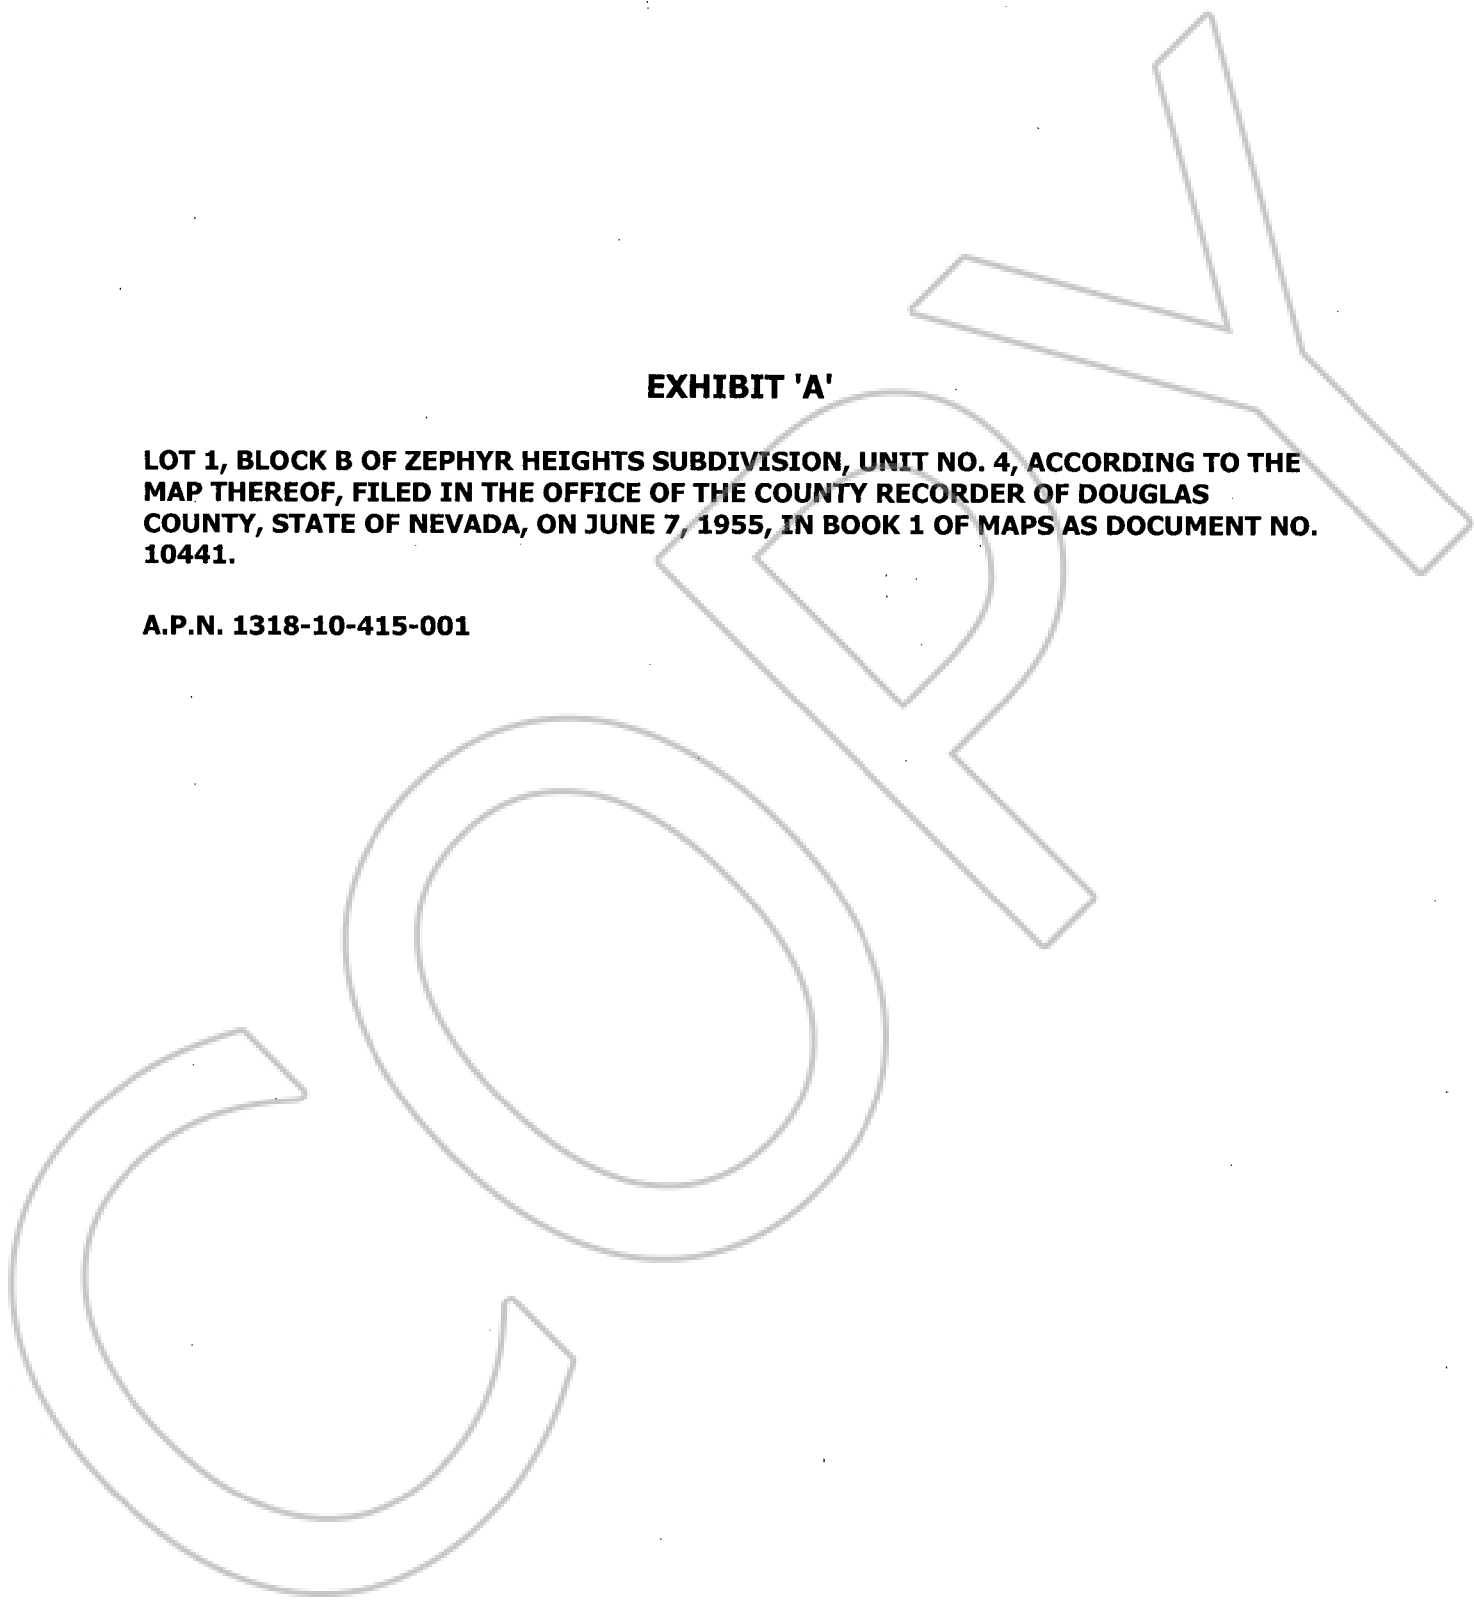 EXHIBIT 'A'
LOT 1, BLOCK B OF ZEPHYR HEIGHTS SUBDIVISION, UNIT NO. 4, ACCORDING TO THE
MAP THEREOF, FILED IN THE OFFICE OF THE COUNTY RECORDER OF DOUGLAS
COUNTY, STATE OF NEVADA, ON JUNE 7, 1955, IN BOOK 1 OF MAPS AS DOCUMENT NO.
10441.
A.P.N. 1318-10-415-001
COPY